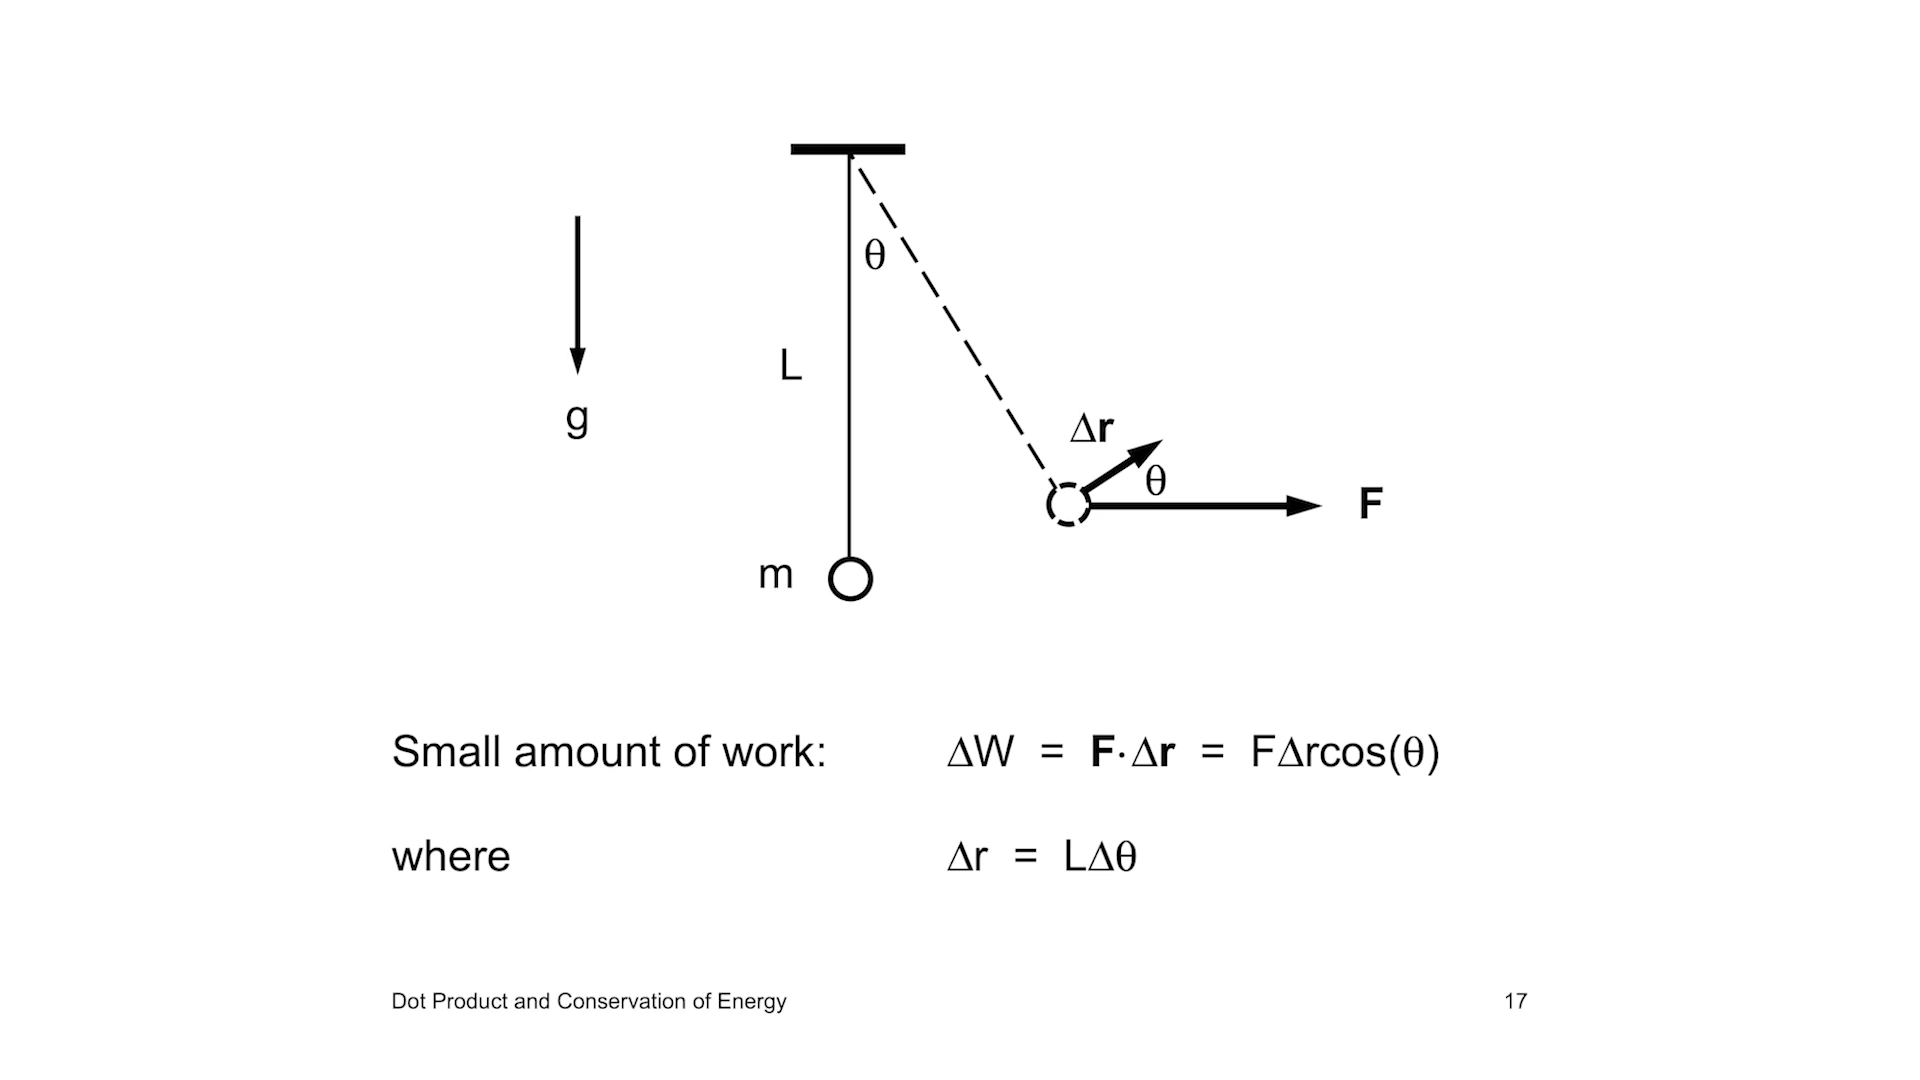 θ
L
g
Δr
θ
F
m
Small amount of work: ΔW = F·Δr = FΔrcos(θ)
where Δr = LΔθ
Dot Product and Conservation of Energy 17